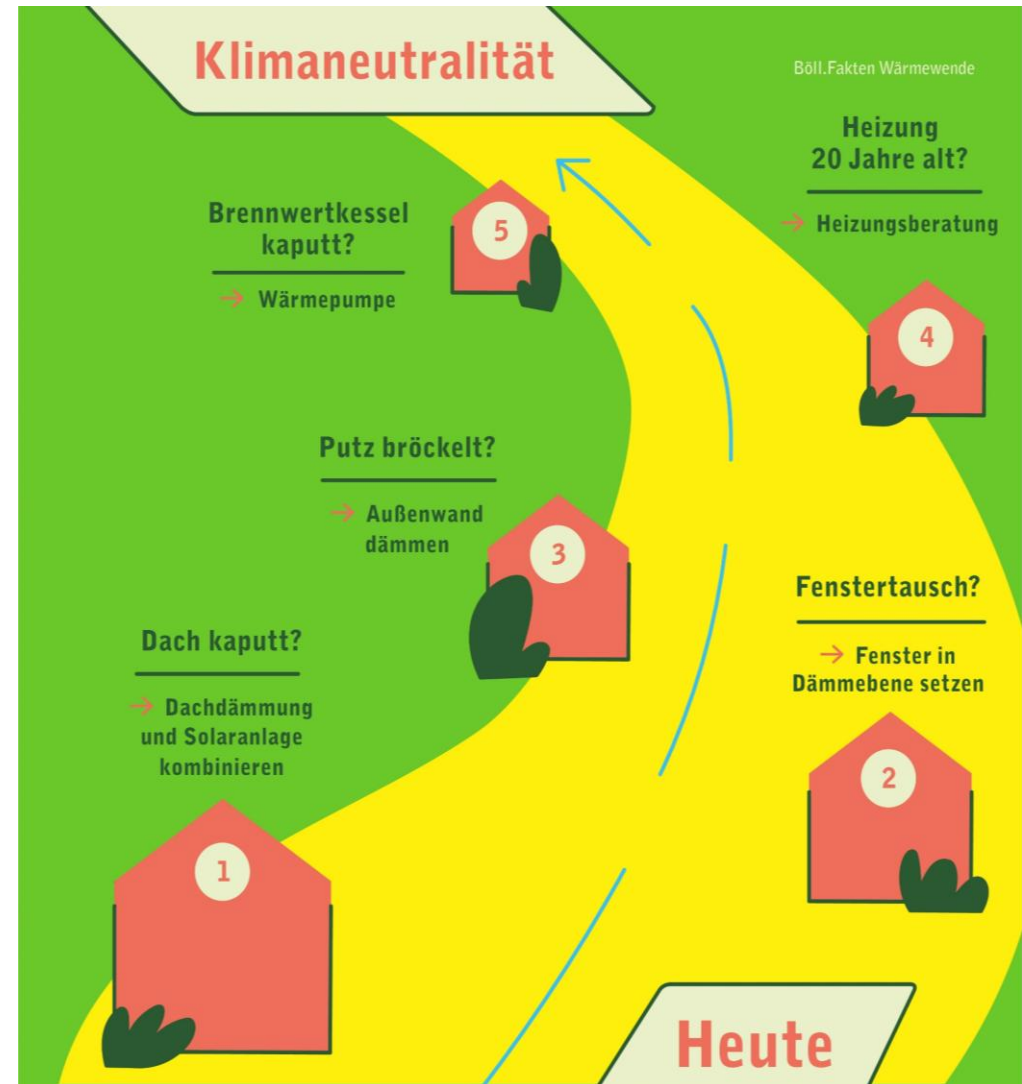 Klimaneutralität
Böll.Fakten Wärmewende
Heizung
20 Jahre alt?
→ Heizungsberatung
4
Brennwertkessel
kaputt?
→ Wärmepumpe
5
Putz bröckelt?
→ Außenwand
dämmen
3
Fenstertausch?
→ Fenster in
Dämmebene setzen
2
Dach kaputt?
→ Dachdämmung
und Solaranlage
kombinieren
1
Heute